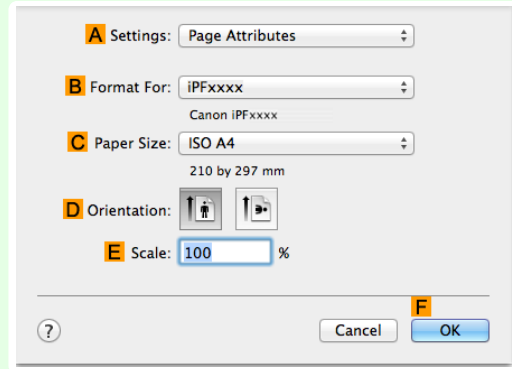 A Settings: Page Attributes
B Format For: iPFxxxx
Canon iPFxxxx
C Paper Size: ISO A4
210 by 297 mm
D Orientation:
E Scale: 100 %
F
? Cancel OK